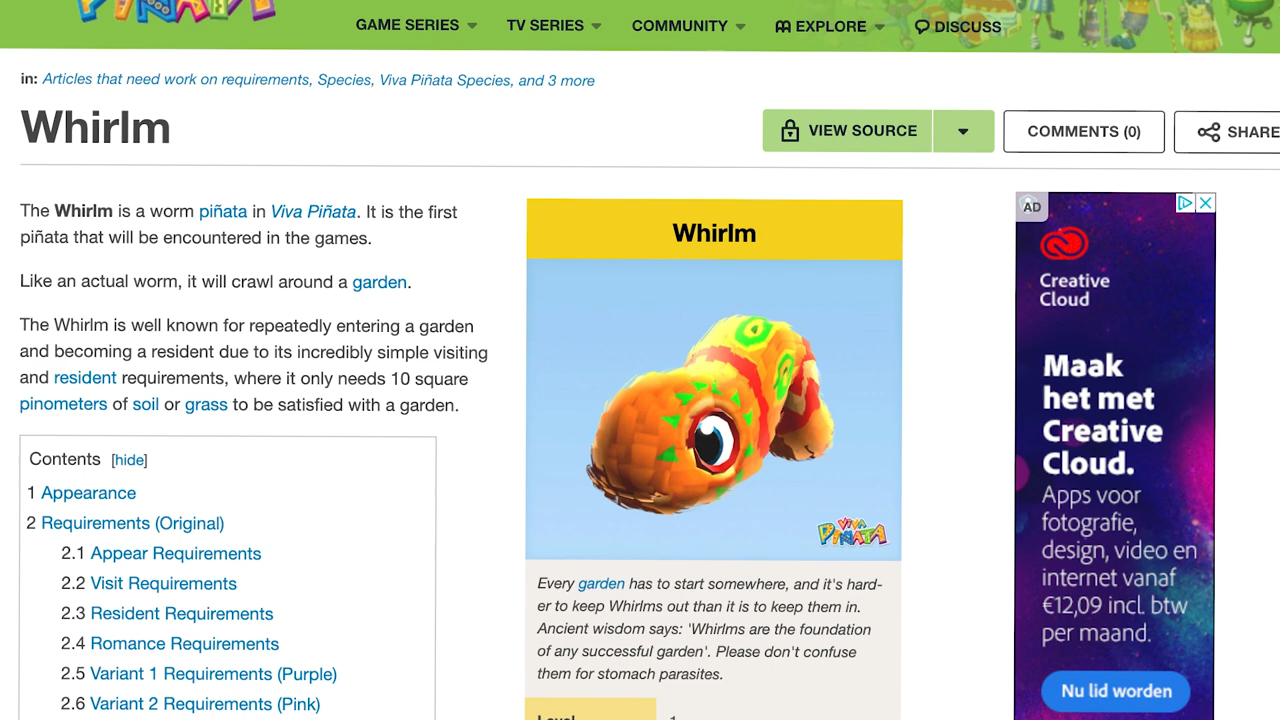 PIÑATA
GAME SERIES
TV SERIES
COMMUNITY
EXPLORE
DISCUSS
in: Articles that need work on requirements, Species, Viva Piñata Species, and 3 more
Whirlm
VIEW SOURCE
COMMENTS (0)
SHARE
The Whirlm is a worm piñata in Viva Piñata. It is the first
piñata that will be encountered in the games.
Like an actual worm, it will crawl around a garden.
The Whirlm is well known for repeatedly entering a garden
and becoming a resident due to its incredibly simple visiting
and resident requirements, where it only needs 10 square
pinometers of soil or grass to be satisfied with a garden.
Contents [hide]
1 Appearance
2 Requirements (Original)
2.1 Appear Requirements
2.2 Visit Requirements
2.3 Resident Requirements
2.4 Romance Requirements
2.5 Variant 1 Requirements (Purple)
2.6 Variant 2 Requirements (Pink)
Whirlm
VIVA
PIÑATA
Every garden has to start somewhere, and it's hard-
er to keep Whirlms out than it is to keep them in.
Ancient wisdom says: 'Whirlms are the foundation
of any successful garden'. Please don't confuse
them for stomach parasites.
Level
1
AD
Creative
Cloud
Maak
het met
Creative
Cloud.
Apps voor
fotografie,
design, video en
internet vanaf
€12,09 incl. btw
per maand.
Nu lid worden